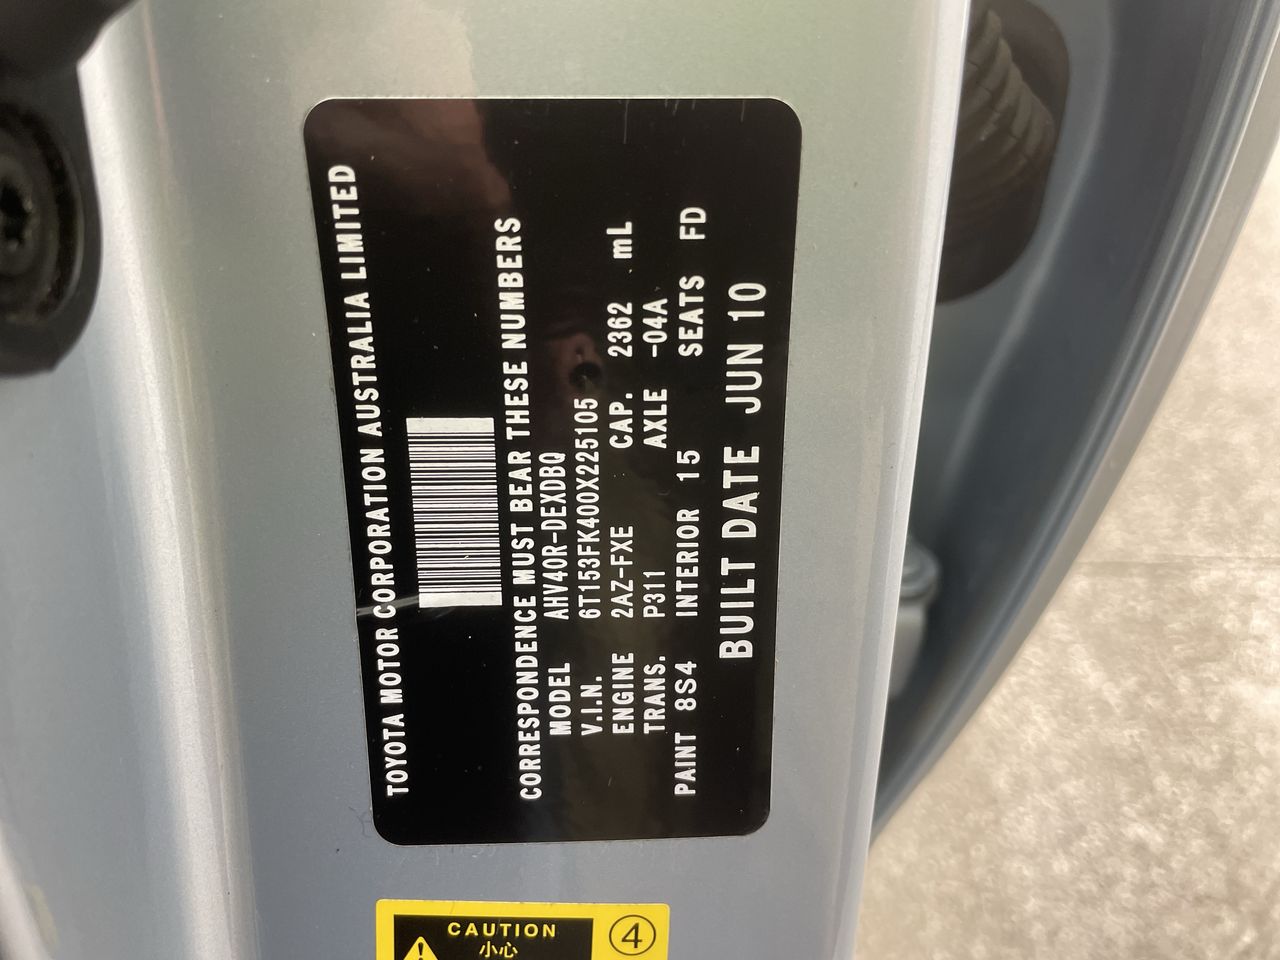 TOYOTA MOTOR CORPORATION AUSTRALIA LIMITED
CORRESPONDENCE MUST BEAR THESE NUMBERS
MODEL AHV40R-DEXDBQ
V.I.N. 6T153FK400X225105
ENGINE 2AZ-FXE CAP. 2362 mL
TRANS. P311 AXLE -04A
PAINT 8S4 INTERIOR 15 SEATS FD
BUILT DATE JUN 10
CAUTION
小心
4